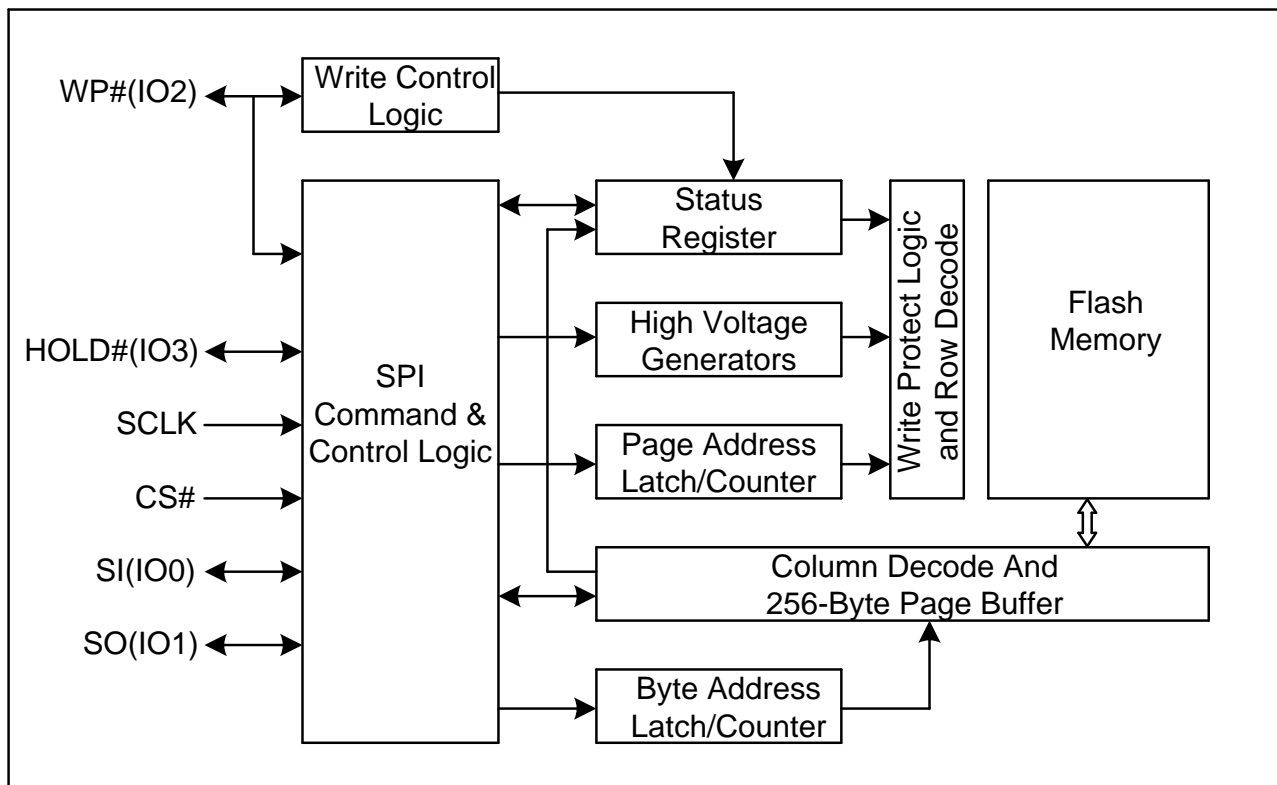 WP#(IO2)
Write Control
Logic
Status
Register
Write Protect Logic
and Row Decode
Flash
Memory
HOLD#(IO3)
High Voltage
Generators
SPI
Command &
Control Logic
SCLK
Page Address
Latch/Counter
CS#
SI(IO0)
Column Decode And
256-Byte Page Buffer
SO(IO1)
Byte Address
Latch/Counter